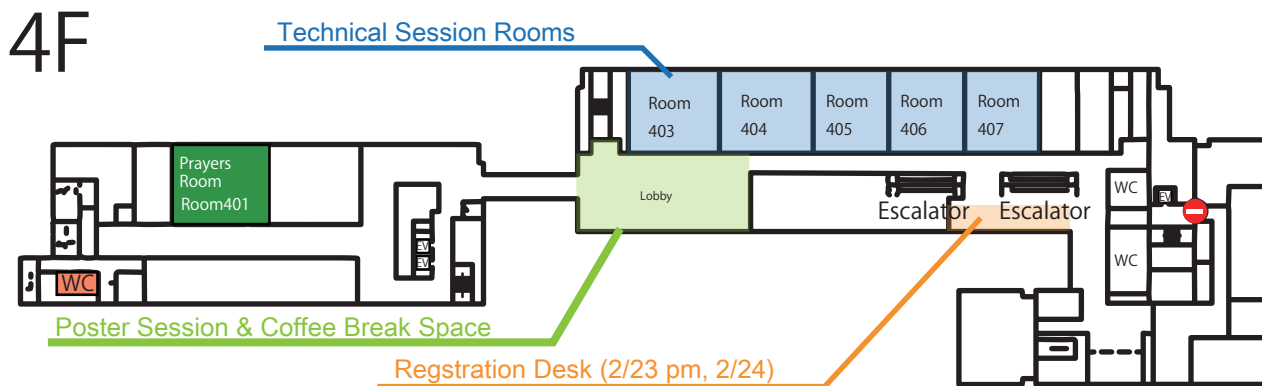 4F
Technical Session Rooms
Room
403
Room
404
Room
405
Room
406
Room
407
Prayers
Room
Room401
Lobby
Escalator
Escalator
WC
EV
WC
EV
EV
WC
Poster Session & Coffee Break Space
Regstration Desk (2/23 pm, 2/24)